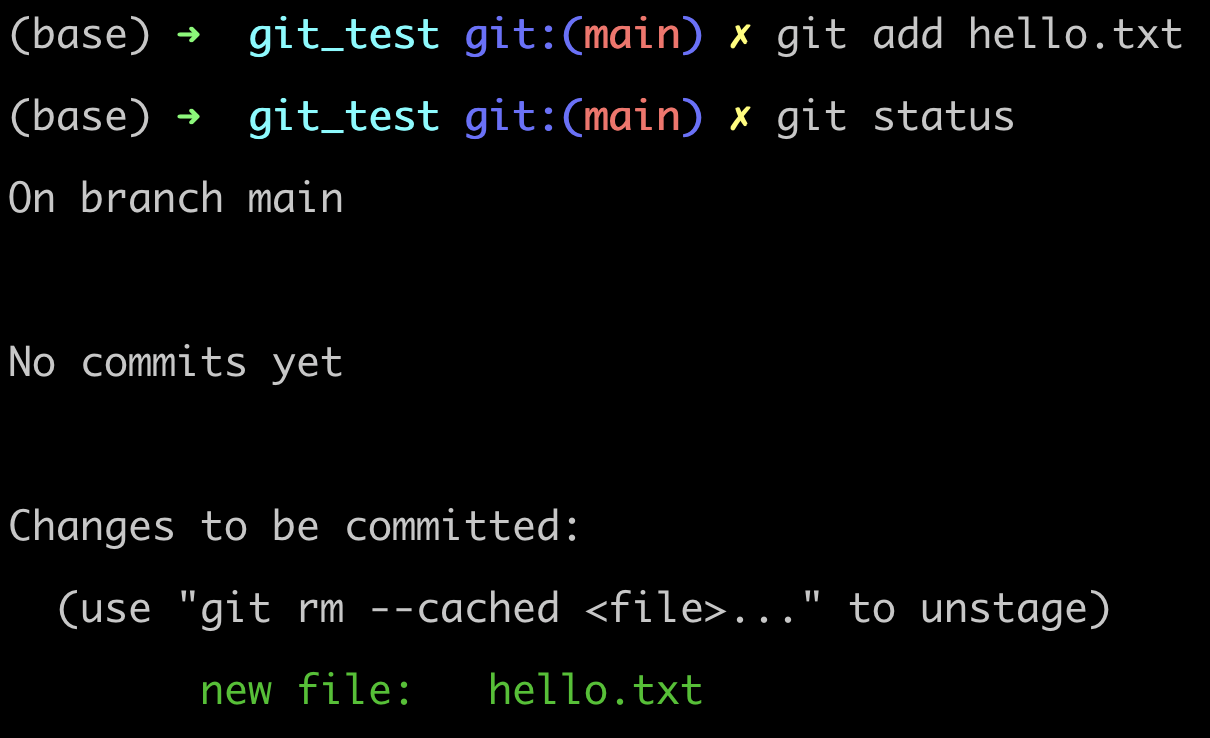 (base) ➜  git_test git:(main) ✗ git add hello.txt
(base) ➜  git_test git:(main) ✗ git status
On branch main
No commits yet
Changes to be committed:
  (use "git rm --cached <file>..." to unstage)
        new file:   hello.txt